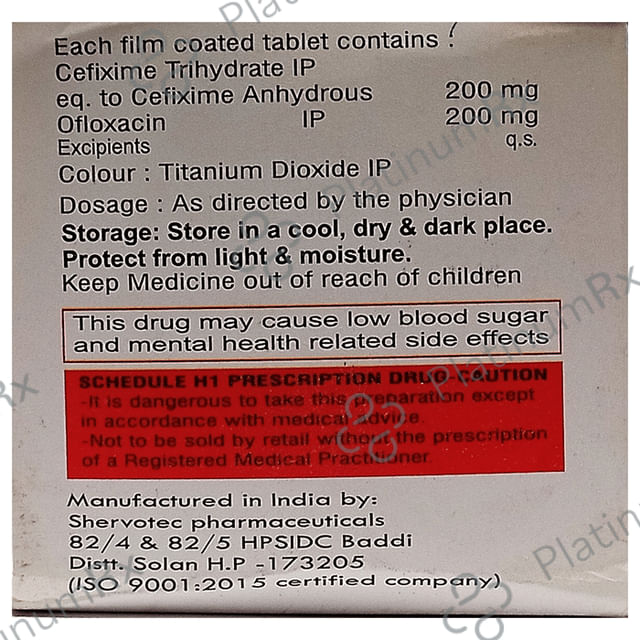 Each film coated tablet contains :
Cefixime Trihydrate IP
eq. to Cefixime Anhydrous 200 mg
Ofloxacin IP 200 mg
Excipients q.s.
Colour : Titanium Dioxide IP
Dosage : As directed by the physician
Storage: Store in a cool, dry & dark place.
Protect from light & moisture.
Keep Medicine out of reach of children
This drug may cause low blood sugar
and mental health related side effects
SCHEDULE H1 PRESCRIPTION DRUG-CAUTION
-It is dangerous to take this preparation except
in accordance with medical advice.
-Not to be sold by retail without the prescription
of a Registered Medical Practitioner.
Manufactured in India by:
Shervotec pharmaceuticals
82/4 & 82/5 HPSIDC Baddi
Distt. Solan H.P -173205
(ISO 9001:2015 certified company)
PlatinumRx
PlatinumRx